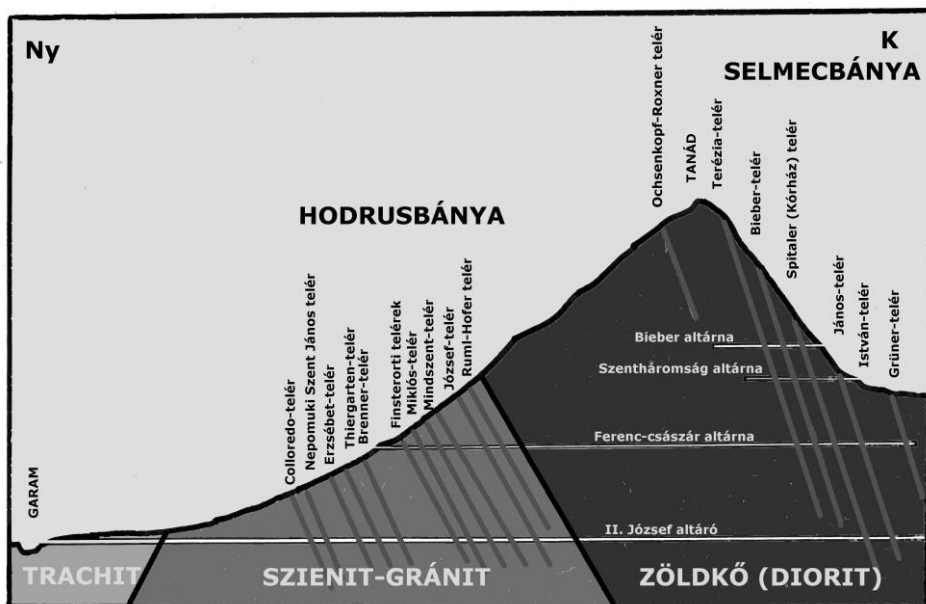 Ny
K
SELMECBÁNYA
HODRUSBÁNYA
GARAM
Colloredo-telér
Nepomuki Szent János telér
Erzsébet-telér
Thiergarten-telér
Brenner-telér
Finsterorti telérek
Miklós-telér
Mindszent-telér
József-telér
Ruml-Hofer telér
Ochsenkopf-Roxner telér
TANÁD
Terézia-telér
Bieber-telér
Spitaler (Kórház) telér
János-telér
István-telér
Grüner-telér
Bieber altárna
Szentháromság altárna
Ferenc-császár altárna
II. József altáró
TRACHIT
SZIENIT-GRÁNIT
ZÖLDKŐ (DIORIT)